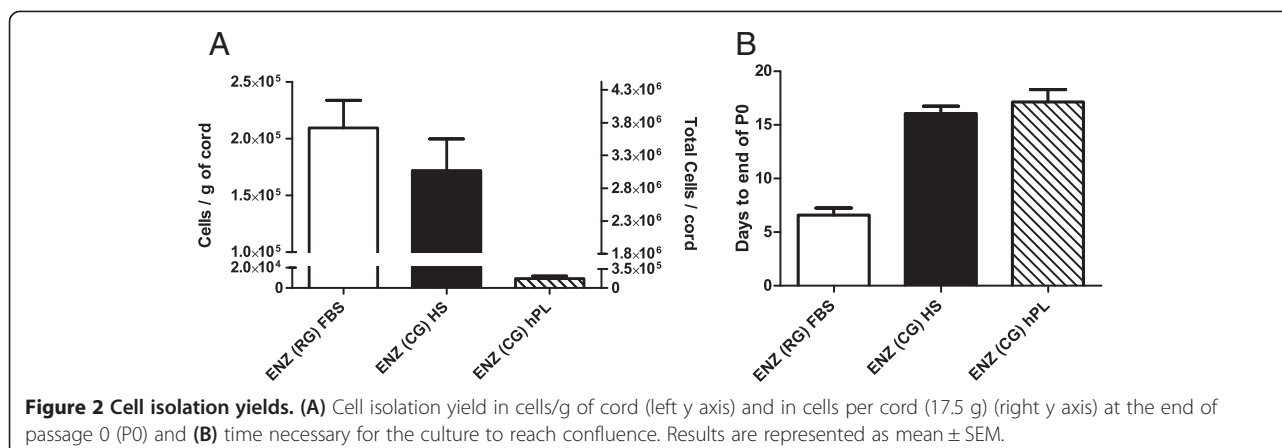 A
Cells / g of cord
2.5×10⁵
2.0×10⁵
1.5×10⁵
1.0×10⁵
2.0×10⁴
0
4.3×10⁶
3.8×10⁶
3.3×10⁶
2.8×10⁶
2.3×10⁶
1.8×10⁶
3.5×10⁵
0
Total Cells / cord
ENZ (RG) FBS
ENZ (CG) HS
ENZ (CG) hPL
B
Days to end of P0
20
15
10
5
0
ENZ (RG) FBS
ENZ (CG) HS
ENZ (CG) hPL
Figure 2 Cell isolation yields. (A) Cell isolation yield in cells/g of cord (left y axis) and in cells per cord (17.5 g) (right y axis) at the end of
passage 0 (P0) and (B) time necessary for the culture to reach confluence. Results are represented as mean ± SEM.